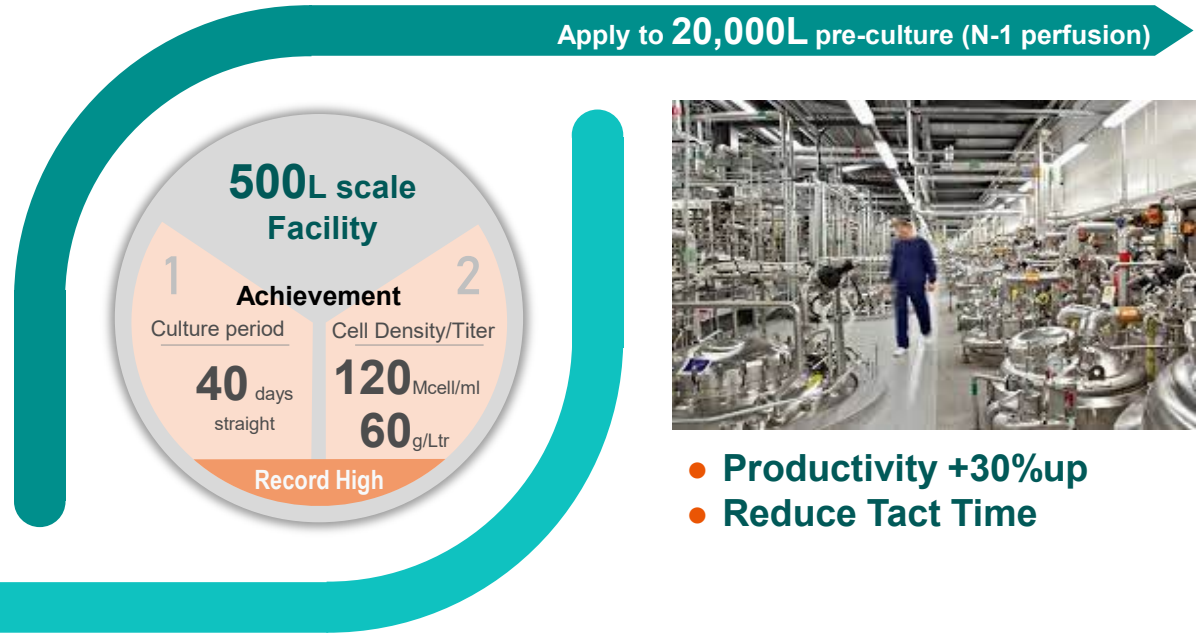 Apply to 20,000L pre-culture (N-1 perfusion)
500L scale
Facility
1
2
Achievement
Culture period
40 days
straight
Cell Density/Titer
120Mcell/ml
60g/Ltr
Record High
● Productivity +30%up
● Reduce Tact Time